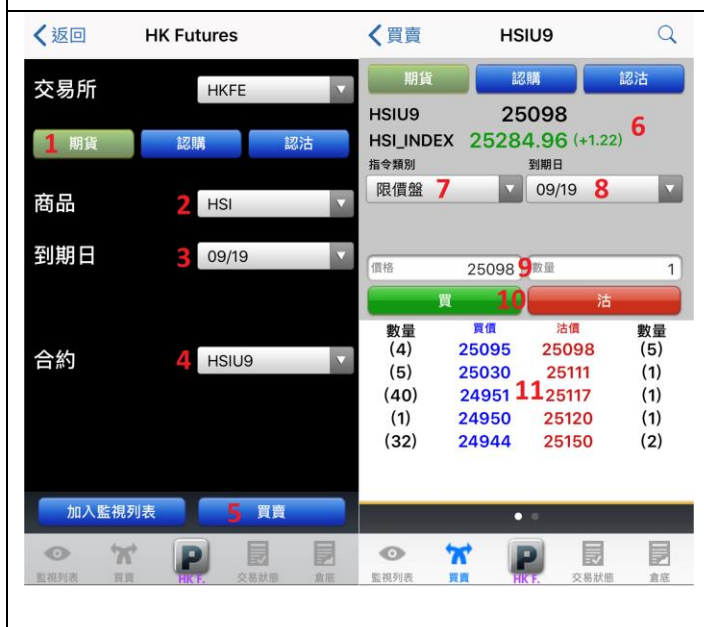 返回 HK Futures
交易所 HKFE
1 期貨 認購 認沽
商品 2 HSI
到期日 3 09/19
合約 4 HSIU9
加入監視列表 5 買賣
監視列表 買賣 HK F. 交易狀態 倉底
買賣 HSIU9
期貨 認購 認沽
HSIU9 25098
HSI_INDEX 25284.96 (+1.22) 6
指令類別 到期日
限價盤 7 09/19 8
價格 25098 9 數量 1
買 10 沽
數量 買價 沽價 數量
(4) 25095 25098 (5)
(5) 25030 25111 (1)
(40) 24951 11 25117 (1)
(1) 24950 25120 (1)
(32) 24944 25150 (2)
監視列表 買賣 HK F. 交易狀態 倉底